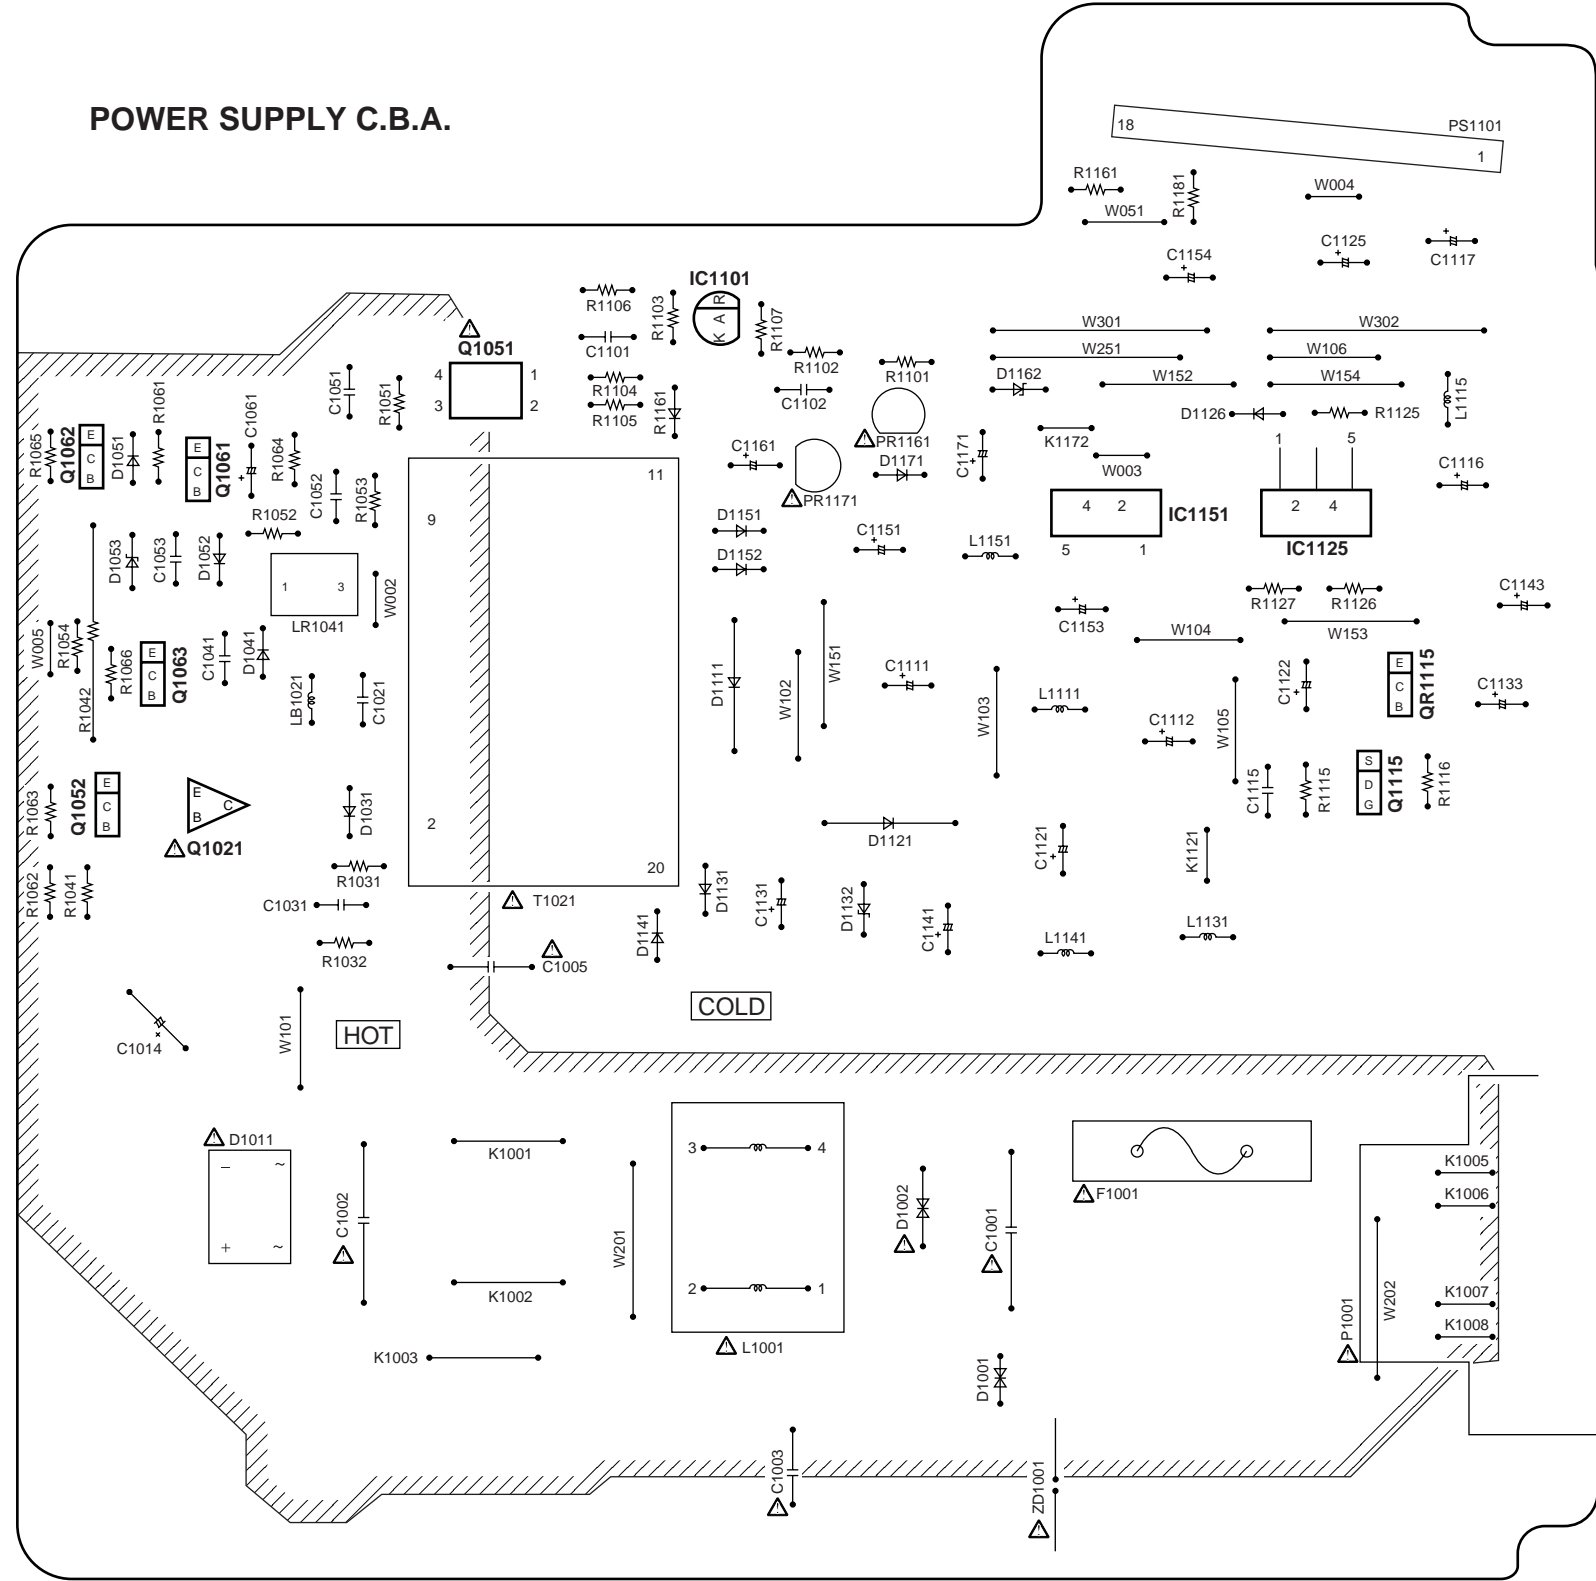 POWER SUPPLY C.B.A.
18
PS1101
1
R1161
W004
R1181
W051
C1125
C1154
C1117
IC1101
R1106
R1103
K A R
R1107
W301
W302
Q1051
C1101
R1102
W251
W106
R1101
C1051
R1051
4
1
R1104
D1162
W152
W154
L1115
3
2
R1105
R1161
C1102
D1126
R1125
R1061
C1061
PR1161
K1172
1
5
R1065
Q1062
E
C
B
D1051
E
C
B
Q1061
R1064
C1161
C1171
W003
C1116
C1052
R1053
11
D1171
PR1171
4
2
IC1151
2
4
R1052
9
D1151
C1151
5
1
IC1125
D1053
C1053
D1052
L1151
D1152
1
3
W002
R1127
R1126
C1143
LR1041
C1153
W104
W153
W005
R1054
R1066
E
C
B
Q1063
C1041
D1041
D1111
W102
W151
C1111
C1122
E
C
B
QR1115
R1042
LB1021
C1021
W103
L1111
C1133
C1112
W105
R1063
Q1052
E
C
B
E
B
C
D1031
C1115
R1115
S
D
G
Q1115
R1116
Q1021
2
D1121
C1121
K1121
R1062
R1041
R1031
20
D1131
C1031
T1021
C1131
D1132
C1141
L1131
R1032
D1141
L1141
C1005
COLD
C1014
W101
HOT
D1011
K1001
3
4
–
~
D1002
C1001
F1001
K1005
K1006
C1002
+
~
W201
K1002
2
1
K1007
W202
K1008
P1001
K1003
L1001
D1001
C1003
ZD1001